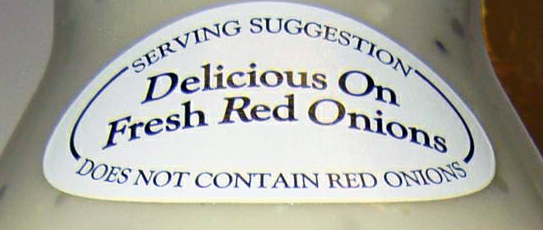 SERVING SUGGESTION
Delicious On
Fresh Red Onions
DOES NOT CONTAIN RED ONIONS